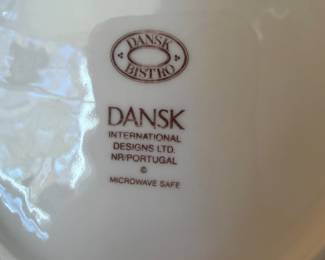 DANSK
BISTRO
DANSK
INTERNATIONAL
DESIGNS LTD.
NR/PORTUGAL
©
MICROWAVE SAFE